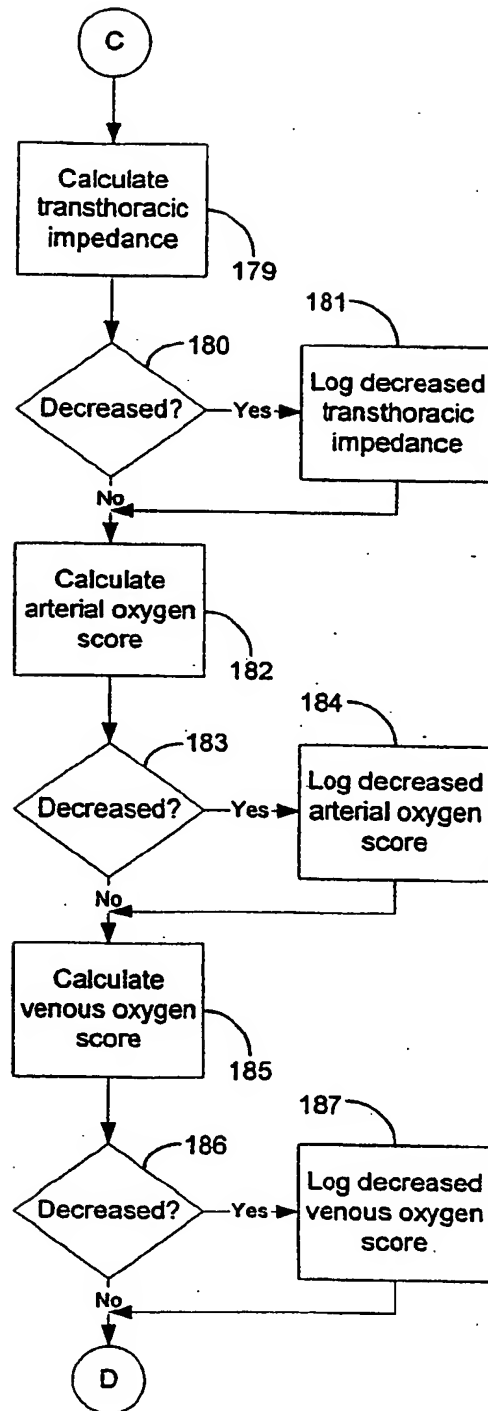 C
Calculate
transthoracic
impedance
179
180
181
Decreased?
Yes
Log decreased
transthoracic
impedance
No
Calculate
arterial oxygen
score
182
183
184
Decreased?
Yes
Log decreased
arterial oxygen
score
No
Calculate
venous oxygen
score
185
186
187
Decreased?
Yes
Log decreased
venous oxygen
score
No
D